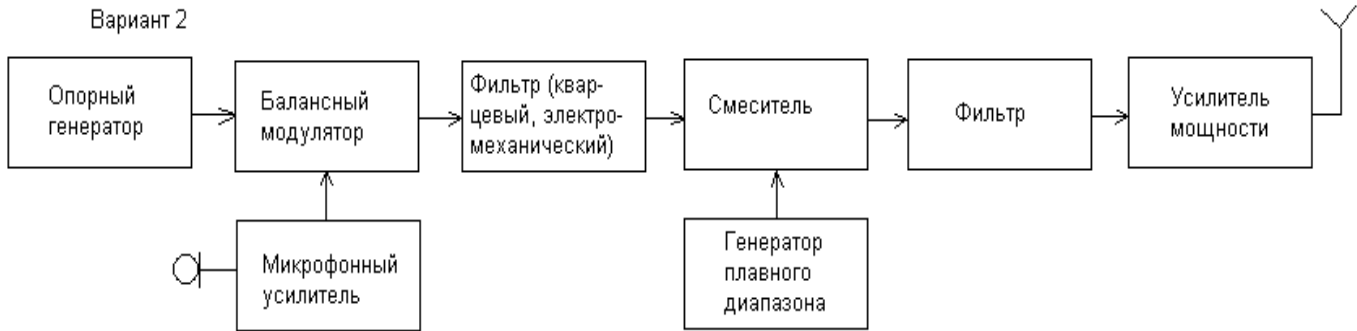 Вариант 2
Опорный
генератор
Балансный
модулятор
Фильтр (квар-
цевый, электро-
механический)
Смеситель
Фильтр
Усилитель
мощности
Микрофонный
усилитель
Генератор
плавного
диапазона